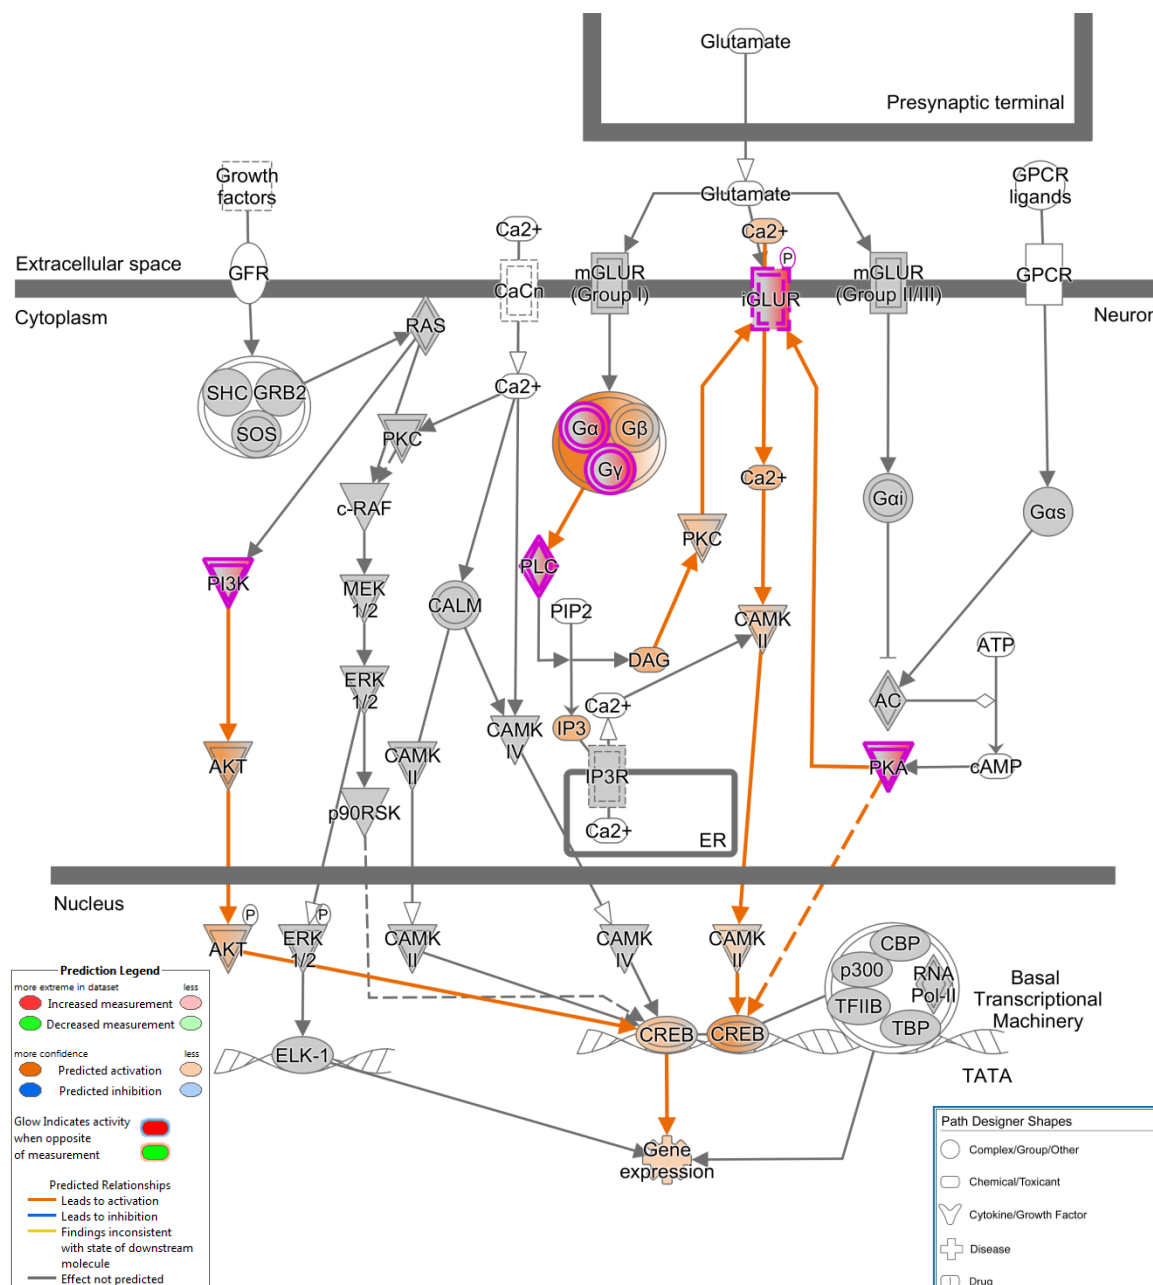 Glutamate
Presynaptic terminal
Growth
factors
Glutamate
GPCR
ligands
Ca2+
Ca2+
P
Extracellular space
GFR
CaCn
mGLUR
(Group I)
iGLUR
mGLUR
(Group II/III)
GPCR
Cytoplasm
Neuron
RAS
SHC
GRB2
SOS
Ca2+
PKC
Gα
Gβ
Gγ
Ca2+
c-RAF
Gαi
Gαs
PKC
PI3K
MEK
1/2
CALM
PLC
PIP2
CAMK
II
DAG
ATP
ERK
1/2
AC
Ca2+
IP3
CAMK
IV
AKT
CAMK
II
IP3R
PKA
cAMP
p90RSK
Ca2+
ER
Nucleus
P
P
AKT
ERK
1/2
CAMK
II
CAMK
IV
CAMK
II
CBP
p300
RNA
Pol-II
TFIIB
TBP
Basal
Transcriptional
Machinery
CREB
CREB
ELK-1
TATA
Gene
expression
Prediction Legend
more extreme in dataset less
Increased measurement
Decreased measurement
more confidence less
Predicted activation
Predicted inhibition
Glow Indicates activity
when opposite
of measurement
Predicted Relationships
Leads to activation
Leads to inhibition
Findings inconsistent
with state of downstream
molecule
Effect not predicted
Path Designer Shapes
Complex/Group/Other
Chemical/Toxicant
Cytokine/Growth Factor
Disease
Drug